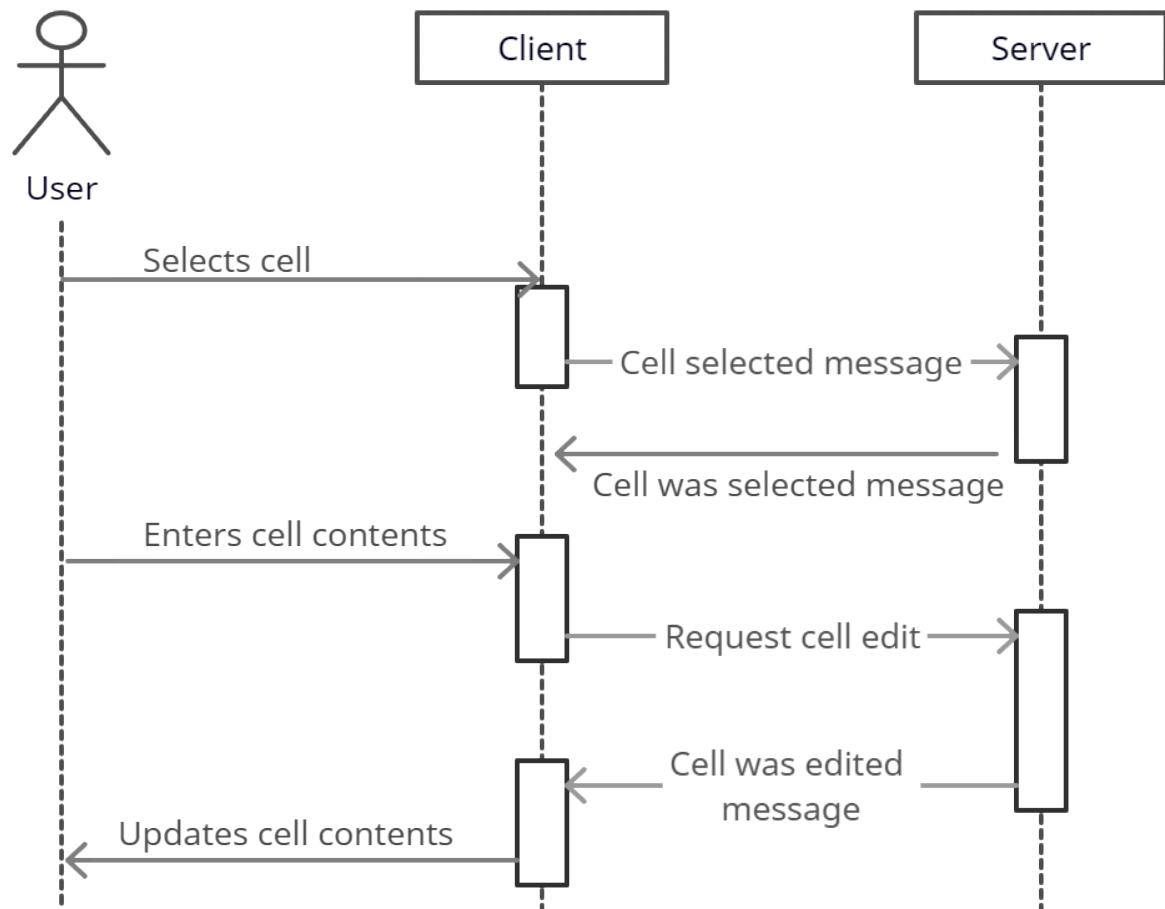 Client
Server
User
Selects cell
Cell selected message
Cell was selected message
Enters cell contents
Request cell edit
Cell was edited
message
Updates cell contents